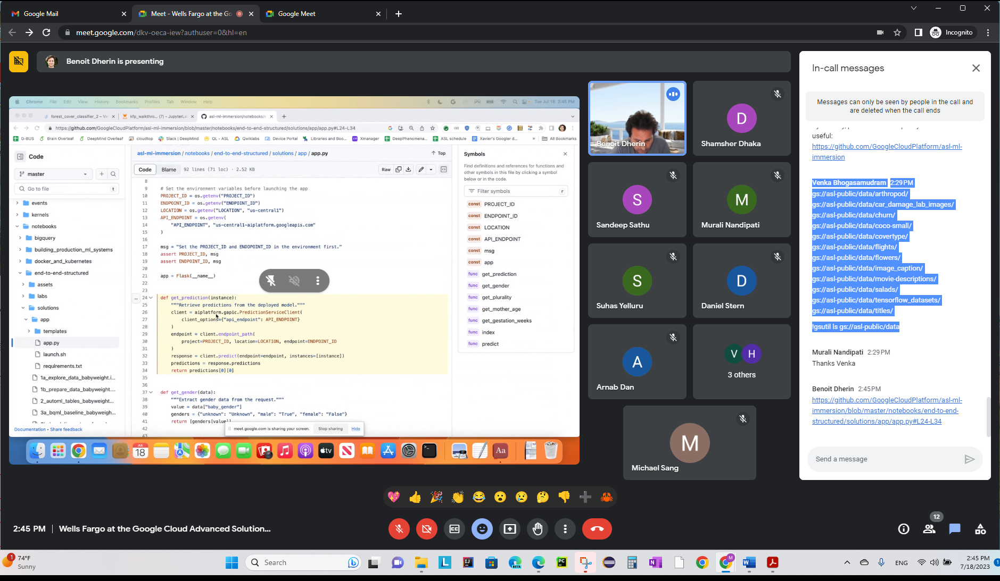 Google Mail
Meet - Wells Fargo at the Go
Google Meet
meet.google.com/dkv-oeca-iew?authuser=0&hl=en
Incognito
Benoit Dherin is presenting
Chrome File Edit View History Bookmarks Profiles Tab Window Help
Tue Jul 18 2:45 PM
forest_cover_classifier_2 – Ve
kfp_walkthro... (7) - JupyterLa
asl-ml-immersion/notebooks/e
https://github.com/GoogleCloudPlatform/asl-ml-immersion/blob/master/notebooks/end-to-end-structured/solutions/app/app.py#L24-L34
G-BUS
Brain Overleaf
DeepMind Overleaf
cloudtop
Slack | DeepMind
QL - ASL
Qwiklabs
Device Portal
Libraries and Boo...
Xmanager
DeepPhenomena...
ASL schedule
Xavier's Googler d...
»
All Bookmarks
Code
master
Go to file
t
events
kernels
notebooks
bigquery
building_production_ml_systems
docker_and_kubernetes
end-to-end-structured
assets
labs
solutions
app
templates
app.py
launch.sh
requirements.txt
1a_explore_data_babyweight.i...
1b_prepare_data_babyweight....
2_automl_tables_babyweight...
3a_bqml_baseline_babyweigh...
Documentation • Share feedback
asl-ml-immersion / notebooks / end-to-end-structured / solutions / app / app.py
Top
Code
Blame
92 lines (71 loc) · 2.52 KB
Raw
8
9 # Set the environment variables before launching the app
10 PROJECT_ID = os.getenv("PROJECT_ID")
11 ENDPOINT_ID = os.getenv("ENDPOINT_ID")
12 LOCATION = os.getenv("LOCATION", "us-central1")
13 API_ENDPOINT = os.getenv(
14 "API_ENDPOINT", "us-central1-aiplatform.googleapis.com"
15 )
16
17 msg = "Set the PROJECT_ID and ENDOPOINT_ID in the environment first."
18 assert PROJECT_ID, msg
19 assert ENDPOINT_ID, msg
20
21 app = Flask(__name__)
22
23
24 def get_prediction(instance):
25 """Retrieve predictions from the deployed model."""
26 client = aiplatform.gapic.PredictionServiceClient(
27 client_options={"api_endpoint": API_ENDPOINT}
28 )
29 endpoint = client.endpoint_path(
30 project=PROJECT_ID, location=LOCATION, endpoint=ENDPOINT_ID
31 )
32 response = client.predict(endpoint=endpoint, instances=[instance])
33 predictions = response.predictions
34 return predictions[0][0]
35
36
37 def get_gender(data):
38 """Extract gender data from the request."""
39 value = data["baby_gender"]
40 genders = {"unknown": "Unknown", "male": "True", "female": "False"}
41 return [genders[value]]
42
43
meet.google.com is sharing your screen.
Stop sharing
Hide
Symbols
Find definitions and references for functions and
other symbols in this file by clicking a symbol
below or in the code.
Filter symbols
r
const PROJECT_ID
const ENDPOINT_ID
const LOCATION
const API_ENDPOINT
const msg
const app
func get_prediction
func get_gender
func get_plurality
func get_mother_age
func get_gestation_weeks
func index
func predict
Benoit Dherin
D
Shamsher Dhaka
S
Sandeep Sathu
M
Murali Nandipati
S
Suhas Yelluru
D
Daniel Stern
A
Arnab Dan
V H
3 others
M
Michael Sang
In-call messages
Messages can only be seen by people in the call and
are deleted when the call ends
useful:
https://github.com/GoogleCloudPlatform/asl-ml-
immersion
Venka Bhogasamudram 2:29 PM
gs://asl-public/data/arthropod/
gs://asl-public/data/car_damage_lab_images/
gs://asl-public/data/churn/
gs://asl-public/data/coco-small/
gs://asl-public/data/covertype/
gs://asl-public/data/flights/
gs://asl-public/data/flowers/
gs://asl-public/data/image_caption/
gs://asl-public/data/movie-descriptions/
gs://asl-public/data/salads/
gs://asl-public/data/tensorflow_datasets/
gs://asl-public/data/titles/
!gsutil ls gs://asl-public/data
Murali Nandipati 2:29 PM
Thanks Venka
Benoit Dherin 2:45 PM
https://github.com/GoogleCloudPlatform/asl-ml-
immersion/blob/master/notebooks/end-to-end-
structured/solutions/app/app.py#L24-L34
Send a message
2:45 PM | Wells Fargo at the Google Cloud Advanced Solution...
12
1
74°F
Sunny
Search
ENG
2:45 PM
7/18/2023